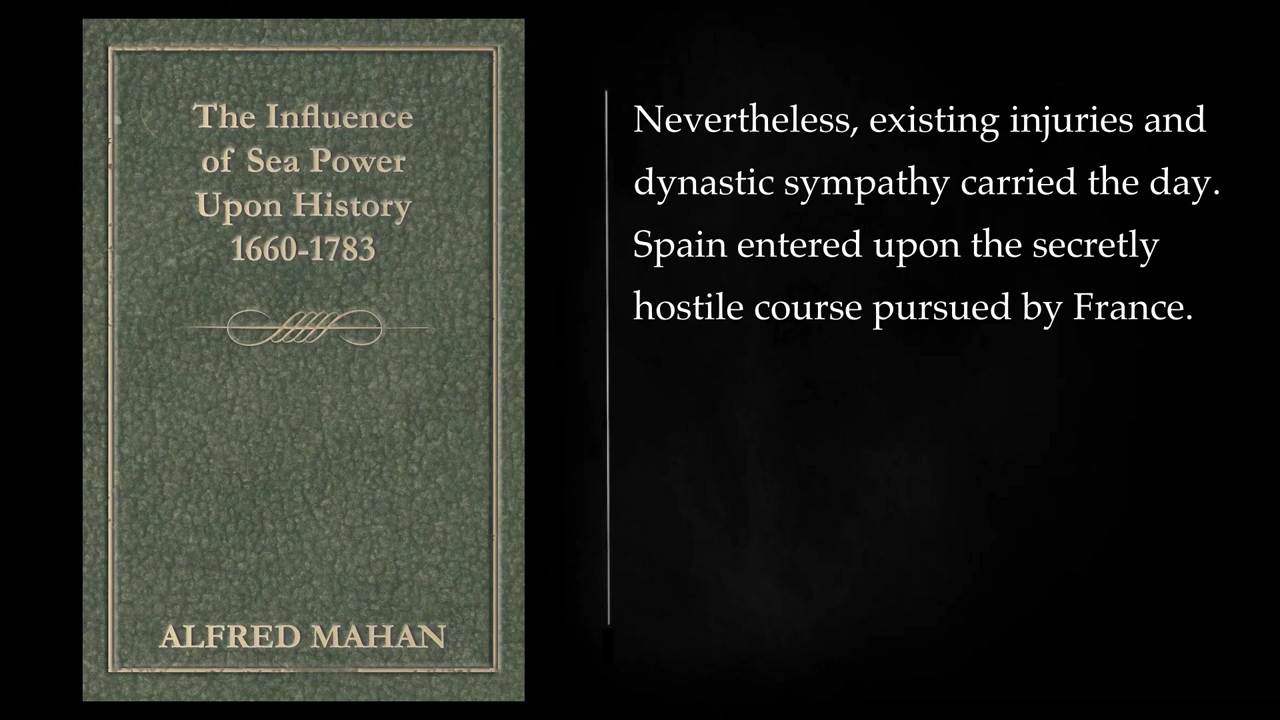 The Influence
of Sea Power
Upon History
1660-1783
ALFRED MAHAN
Nevertheless, existing injuries and
dynastic sympathy carried the day.
Spain entered upon the secretly
hostile course pursued by France.